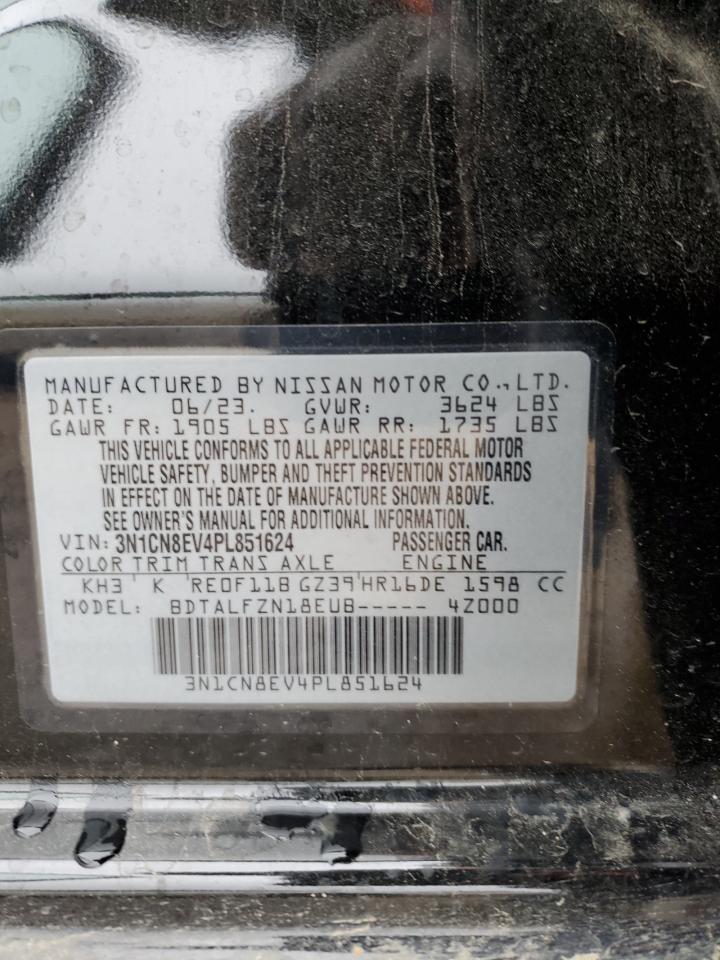 MANUFACTURED BY NISSAN MOTOR CO., LTD.
DATE: 06/23. GVWR: 3624 LBS
GAWR FR: 1905 LBS GAWR RR: 1735 LBS
THIS VEHICLE CONFORMS TO ALL APPLICABLE FEDERAL MOTOR
VEHICLE SAFETY, BUMPER AND THEFT PREVENTION STANDARDS
IN EFFECT ON THE DATE OF MANUFACTURE SHOWN ABOVE.
SEE OWNER'S MANUAL FOR ADDITIONAL INFORMATION.
VIN: 3N1CN8EV4PL851624 PASSENGER CAR.
COLOR TRIM TRANS AXLE ENGINE
KH3 K RE0F11B GZ39 HR16DE 1598 CC
MODEL: BDTALFZN18EUB----- 4Z000
3N1CN8EV4PL851624